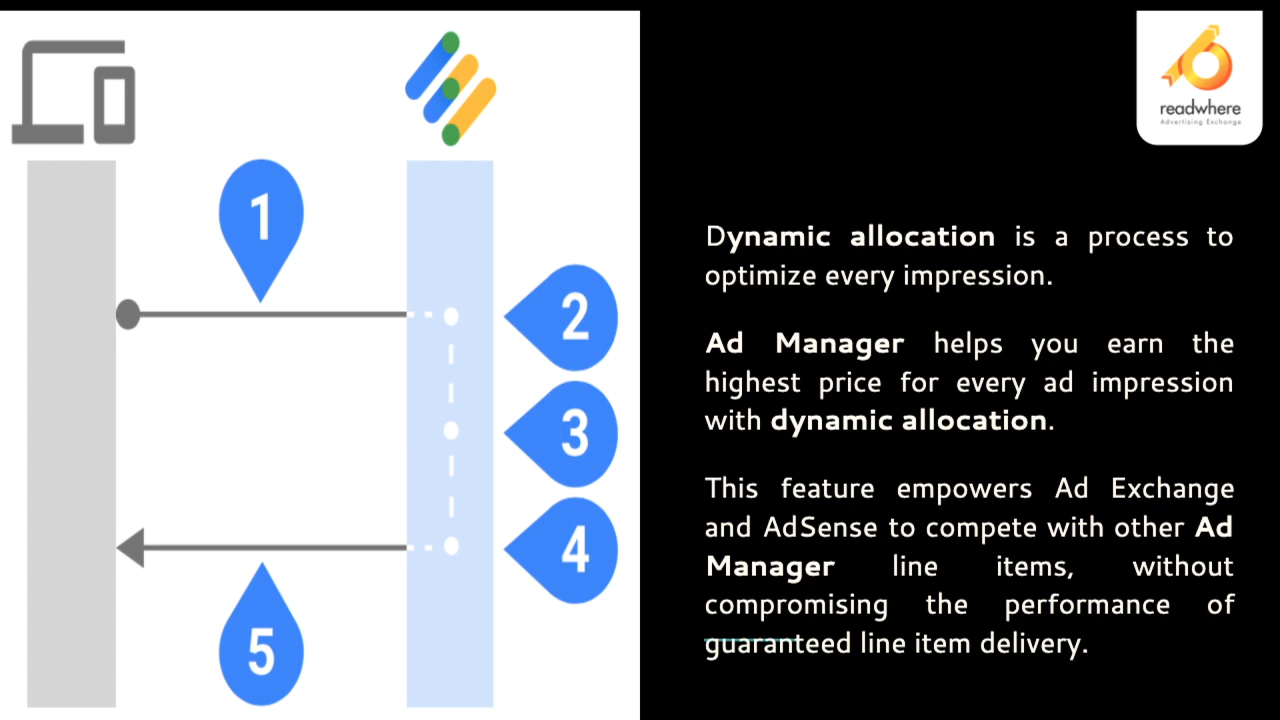 1
2
3
4
5
readwhere
Advertising Exchange
Dynamic allocation is a process to
optimize every impression.
Ad Manager helps you earn the
highest price for every ad impression
with dynamic allocation.
This feature empowers Ad Exchange
and AdSense to compete with other Ad
Manager line items, without
compromising the performance of
guaranteed line item delivery.